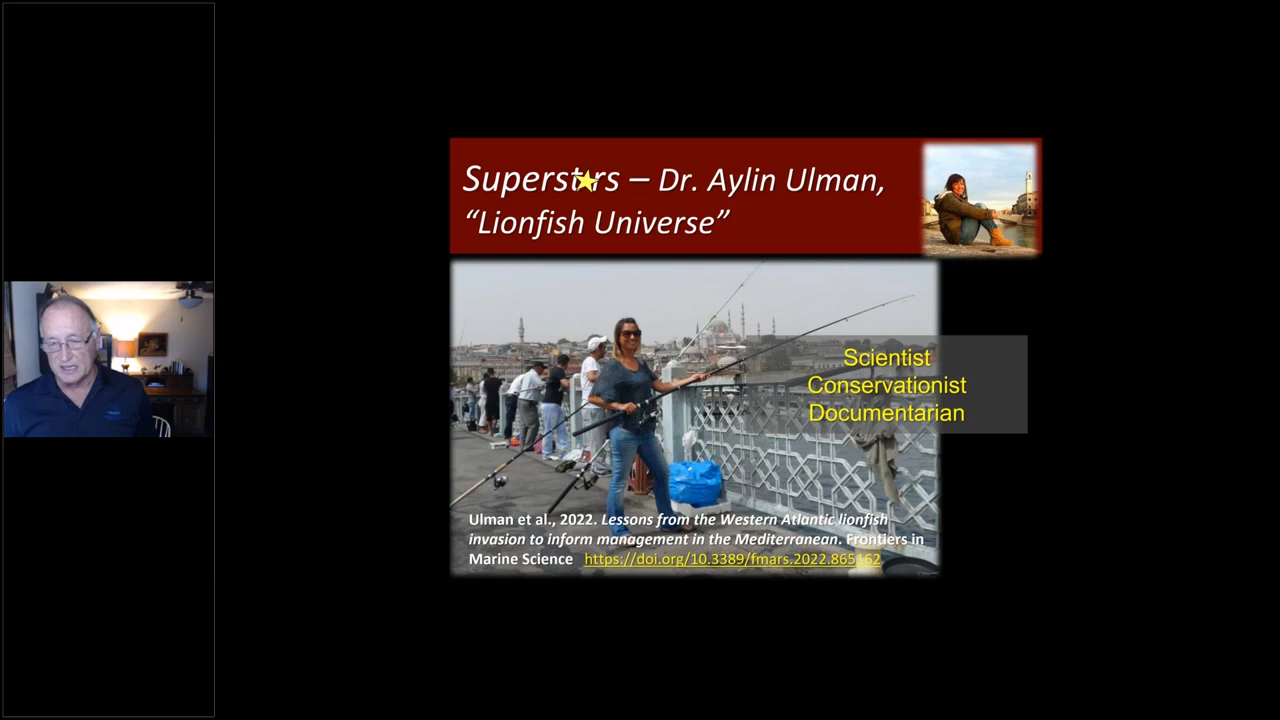 Superstrs – Dr. Aylin Ulman,
“Lionfish Universe”
Scientist
Conservationist
Documentarian
Ulman et al., 2022. Lessons from the Western Atlantic lionfish
invasion to inform management in the Mediterranean. Frontiers in
Marine Science https://doi.org/10.3389/fmars.2022.865162